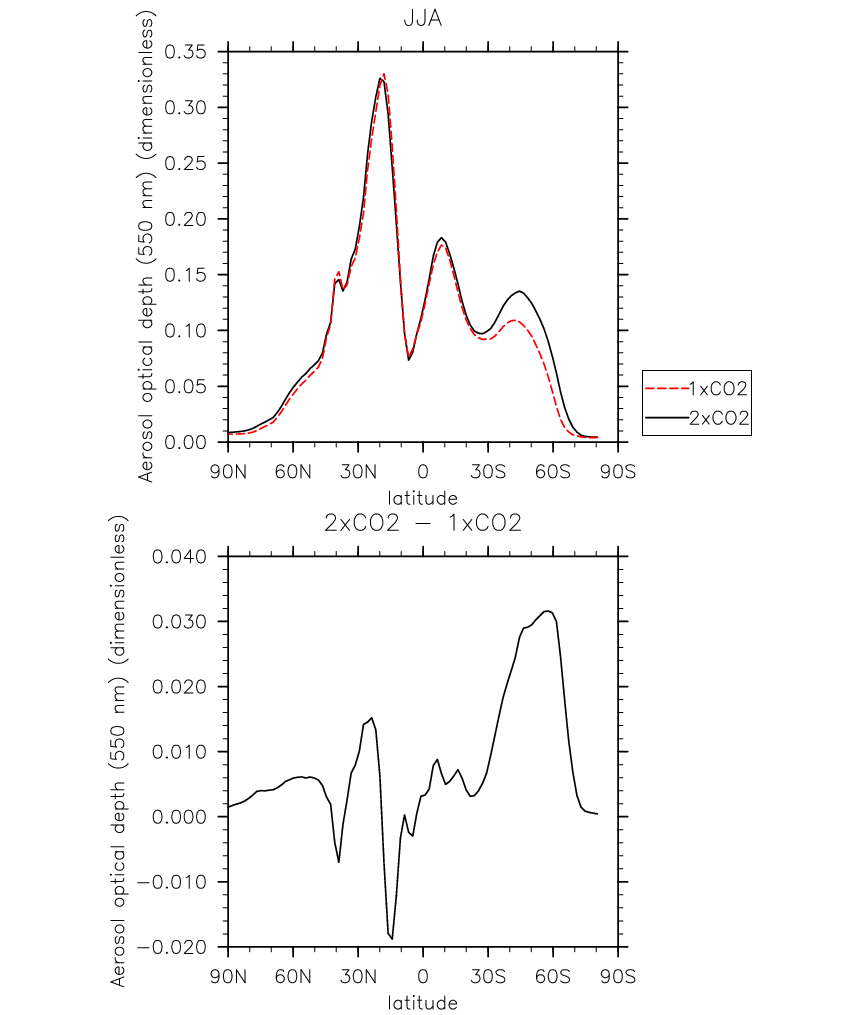 JJA
Aerosol optical depth (550 nm) (dimensionless)
0.35
0.30
0.25
0.20
0.15
0.10
0.05
0.00
90N 60N 30N 0 30S 60S 90S
latitude
1xCO2
2xCO2
2xCO2 − 1xCO2
Aerosol optical depth (550 nm) (dimensionless)
0.040
0.030
0.020
0.010
0.000
−0.010
−0.020
90N 60N 30N 0 30S 60S 90S
latitude